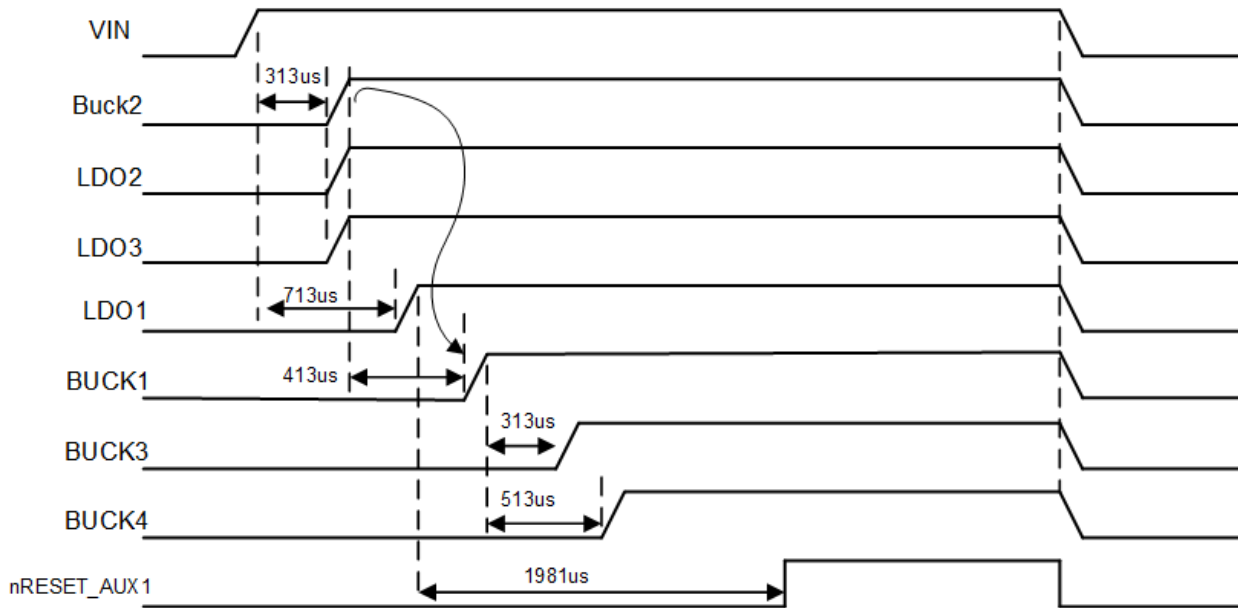 VIN
313us
Buck2
LDO2
LDO3
713us
LDO1
413us
BUCK1
313us
BUCK3
513us
BUCK4
1981us
nRESET_AUX1